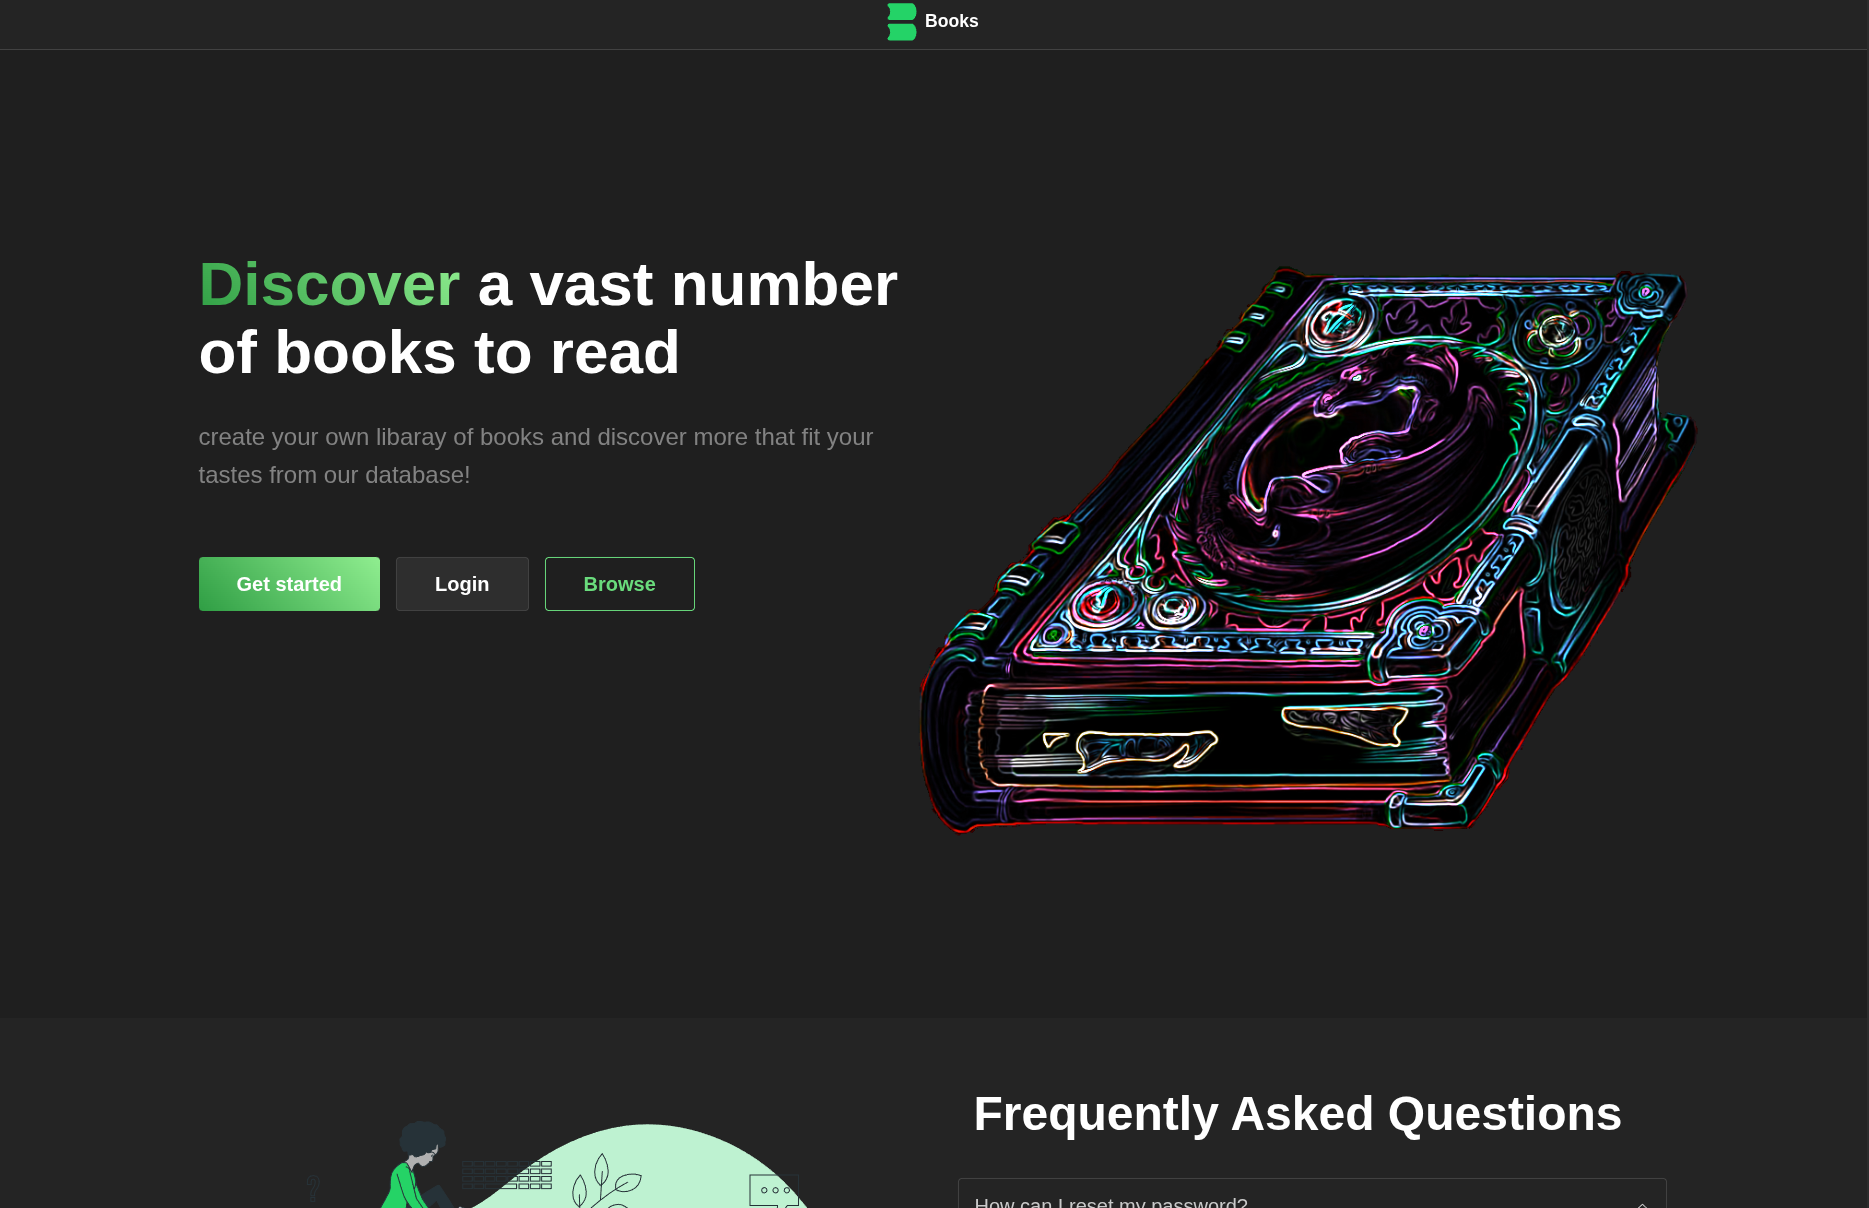 Books
Discover a vast number
of books to read
create your own libaray of books and discover more that fit your
tastes from our database!
Get started
Login
Browse
Frequently Asked Questions
How can I reset my password?